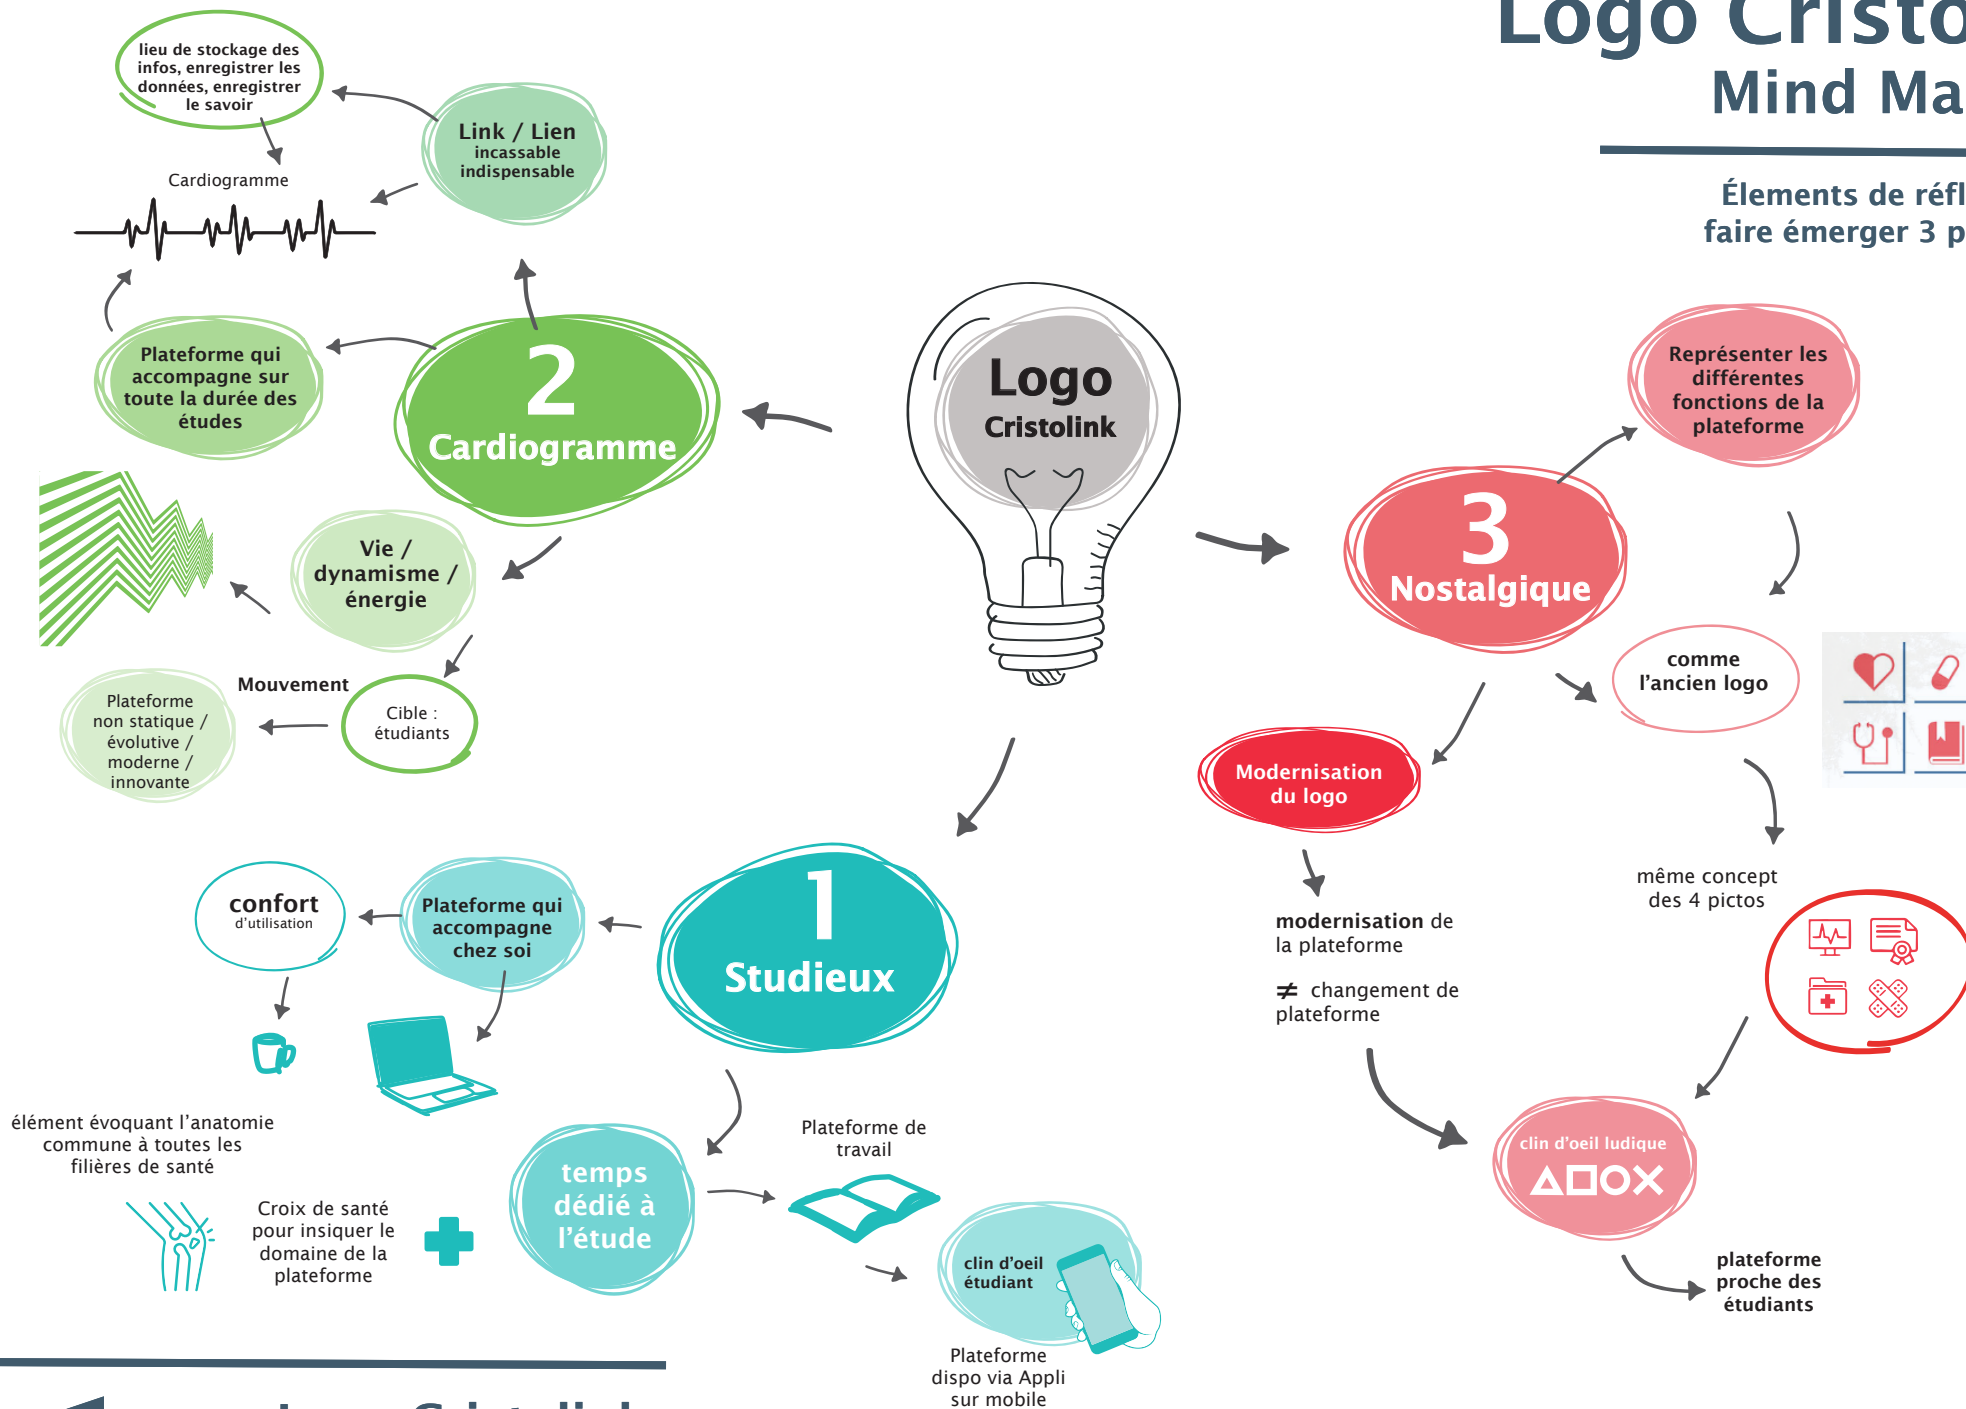 Logo Cristo
Mind Ma
Élements de réfl
faire émerger 3 p
lieu de stockage des
infos, enregistrer les
données, enregistrer
le savoir
Link / Lien
incassable
indispensable
Cardiogramme
Plateforme qui
accompagne sur
toute la durée des
études
2
Cardiogramme
Vie /
dynamisme /
énergie
Mouvement
Cible :
étudiants
Plateforme
non statique /
évolutive /
moderne /
innovante
Logo
Cristolink
3
Nostalgique
Représenter les
différentes
fonctions de la
plateforme
comme
l'ancien logo
même concept
des 4 pictos
Modernisation
du logo
modernisation de
la plateforme
≠ changement de
plateforme
clin d'oeil ludique
plateforme
proche des
étudiants
1
Studieux
Plateforme qui
accompagne
chez soi
confort
d'utilisation
élément évoquant l'anatomie
commune à toutes les
filières de santé
Croix de santé
pour insiquer le
domaine de la
plateforme
temps
dédié à
l'étude
Plateforme de
travail
clin d'oeil
étudiant
Plateforme
dispo via Appli
sur mobile
Logo Cristolink